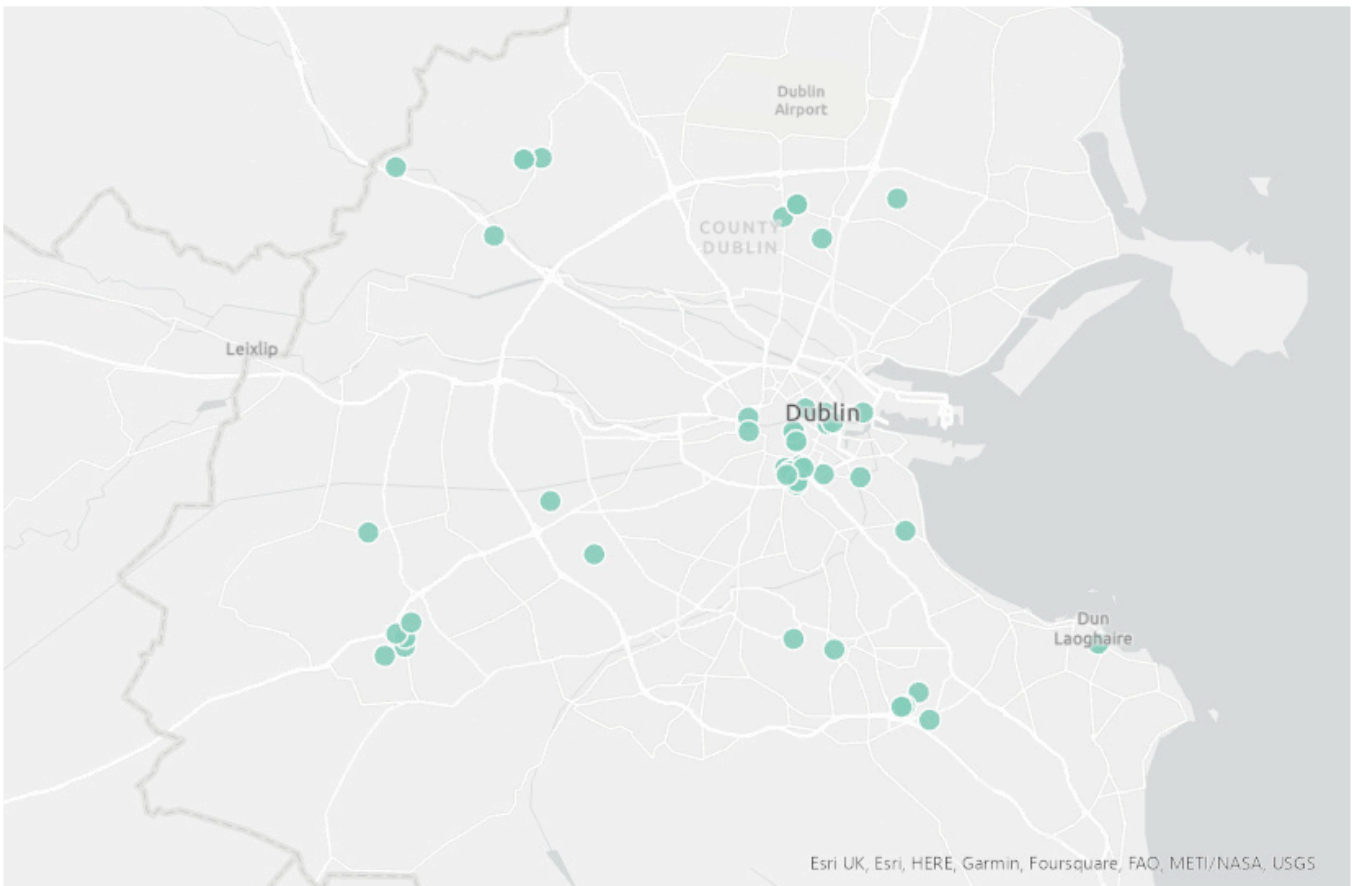 Dublin
Airport
COUNTY
DUBLIN
Leixlip
Dublin
Dun
Laoghaire
Esri UK, Esri, HERE, Garmin, Foursquare, FAO, METI/NASA, USGS